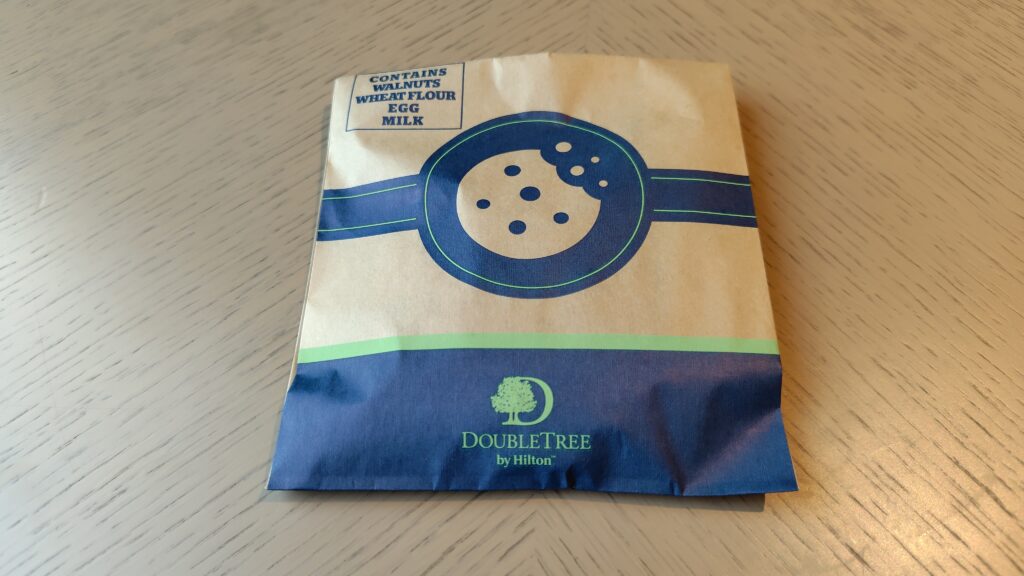 CONTAINS
WALNUTS
WHEAT FLOUR
EGG
MILK
D
DOUBLETREE
by Hilton™